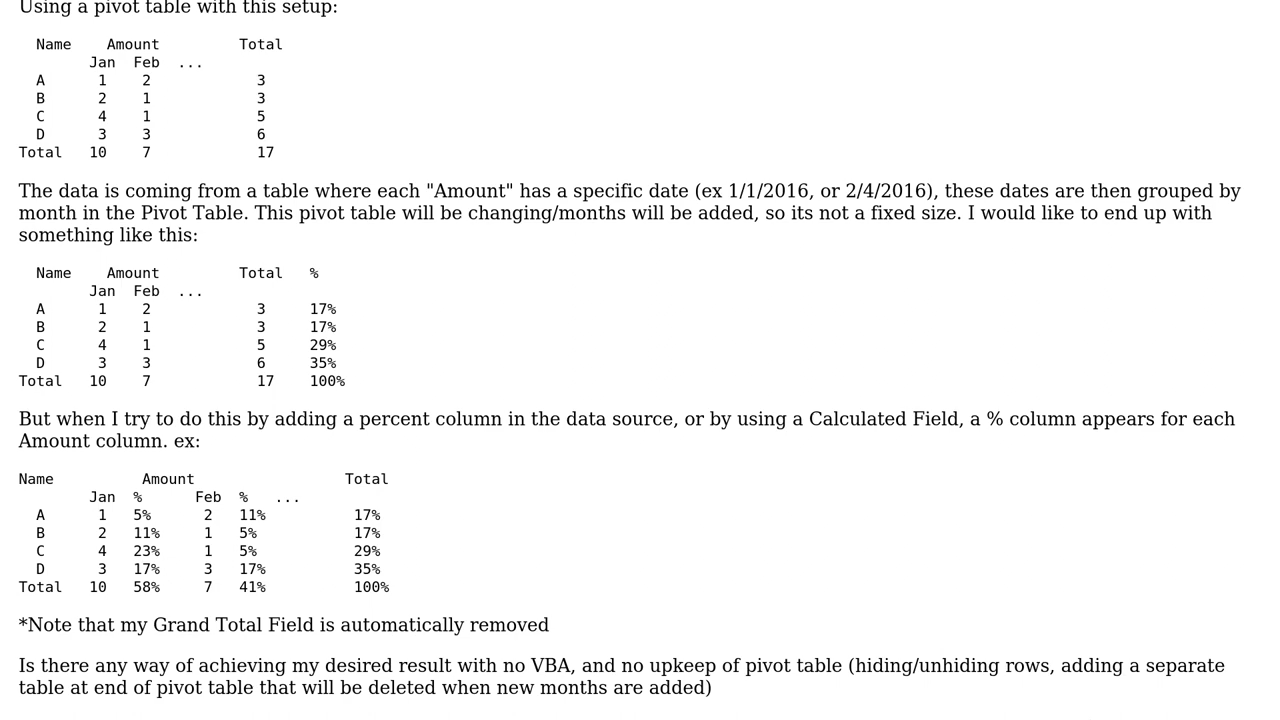 Using a pivot table with this setup:
Name Amount Total
Jan Feb ...
A 1 2 3
B 2 1 3
C 4 1 5
D 3 3 6
Total 10 7 17
The data is coming from a table where each "Amount" has a specific date (ex 1/1/2016, or 2/4/2016), these dates are then grouped by
month in the Pivot Table. This pivot table will be changing/months will be added, so its not a fixed size. I would like to end up with
something like this:
Name Amount Total %
Jan Feb ...
A 1 2 3 17%
B 2 1 3 17%
C 4 1 5 29%
D 3 3 6 35%
Total 10 7 17 100%
But when I try to do this by adding a percent column in the data source, or by using a Calculated Field, a % column appears for each
Amount column. ex:
Name Amount Total
Jan % Feb % ...
A 1 5% 2 11% 17%
B 2 11% 1 5% 17%
C 4 23% 1 5% 29%
D 3 17% 3 17% 35%
Total 10 58% 7 41% 100%
*Note that my Grand Total Field is automatically removed
Is there any way of achieving my desired result with no VBA, and no upkeep of pivot table (hiding/unhiding rows, adding a separate
table at end of pivot table that will be deleted when new months are added)